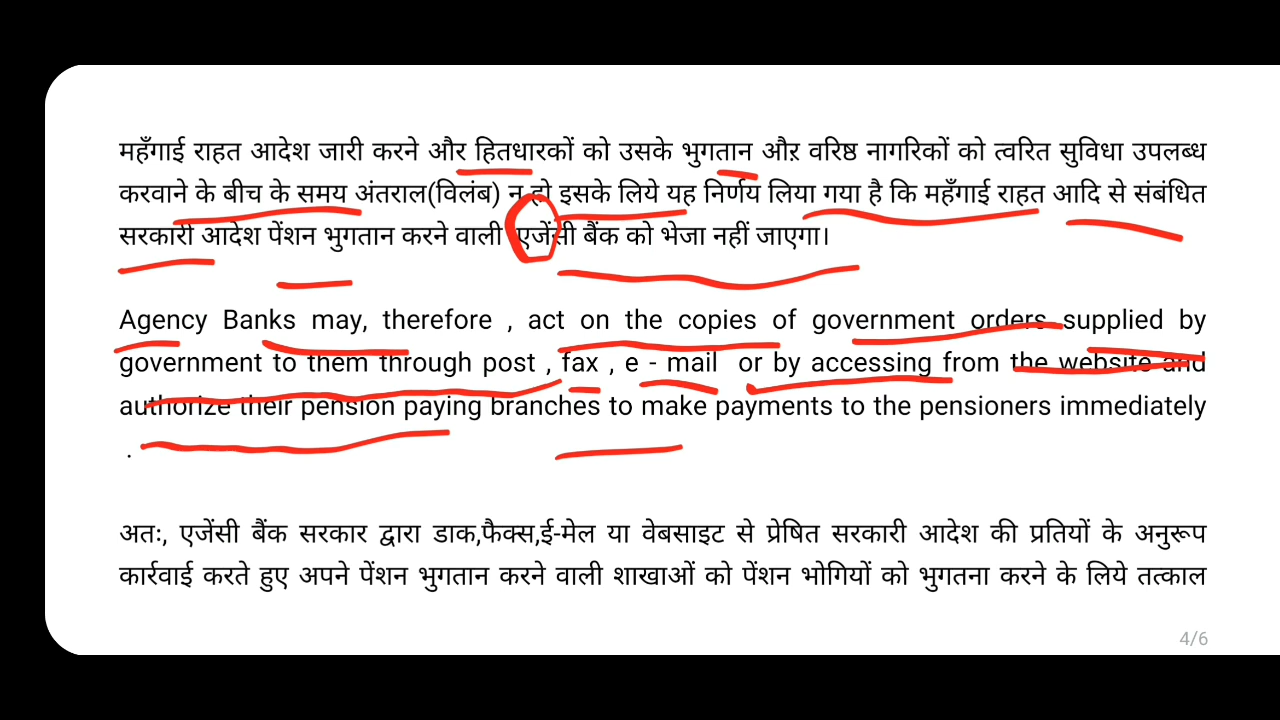 महँगाई राहत आदेश जारी करने और हितधारकों को उसके भुगतान औऱ वरिष्ठ नागरिकों को त्वरित सुविधा उपलब्ध
करवाने के बीच के समय अंतराल(विलंब) न हो इसके लिये यह निर्णय लिया गया है कि महँगाई राहत आदि से संबंधित
सरकारी आदेश पेंशन भुगतान करने वाली एजेंसी बैंक को भेजा नहीं जाएगा।
Agency Banks may, therefore , act on the copies of government orders supplied by
government to them through post , fax , e - mail or by accessing from the website and
authorize their pension paying branches to make payments to the pensioners immediately
.
अतः, एजेंसी बैंक सरकार द्वारा डाक,फैक्स,ई-मेल या वेबसाइट से प्रेषित सरकारी आदेश की प्रतियों के अनुरूप
कार्रवाई करते हुए अपने पेंशन भुगतान करने वाली शाखाओं को पेंशन भोगियों को भुगतना करने के लिये तत्काल
4/6